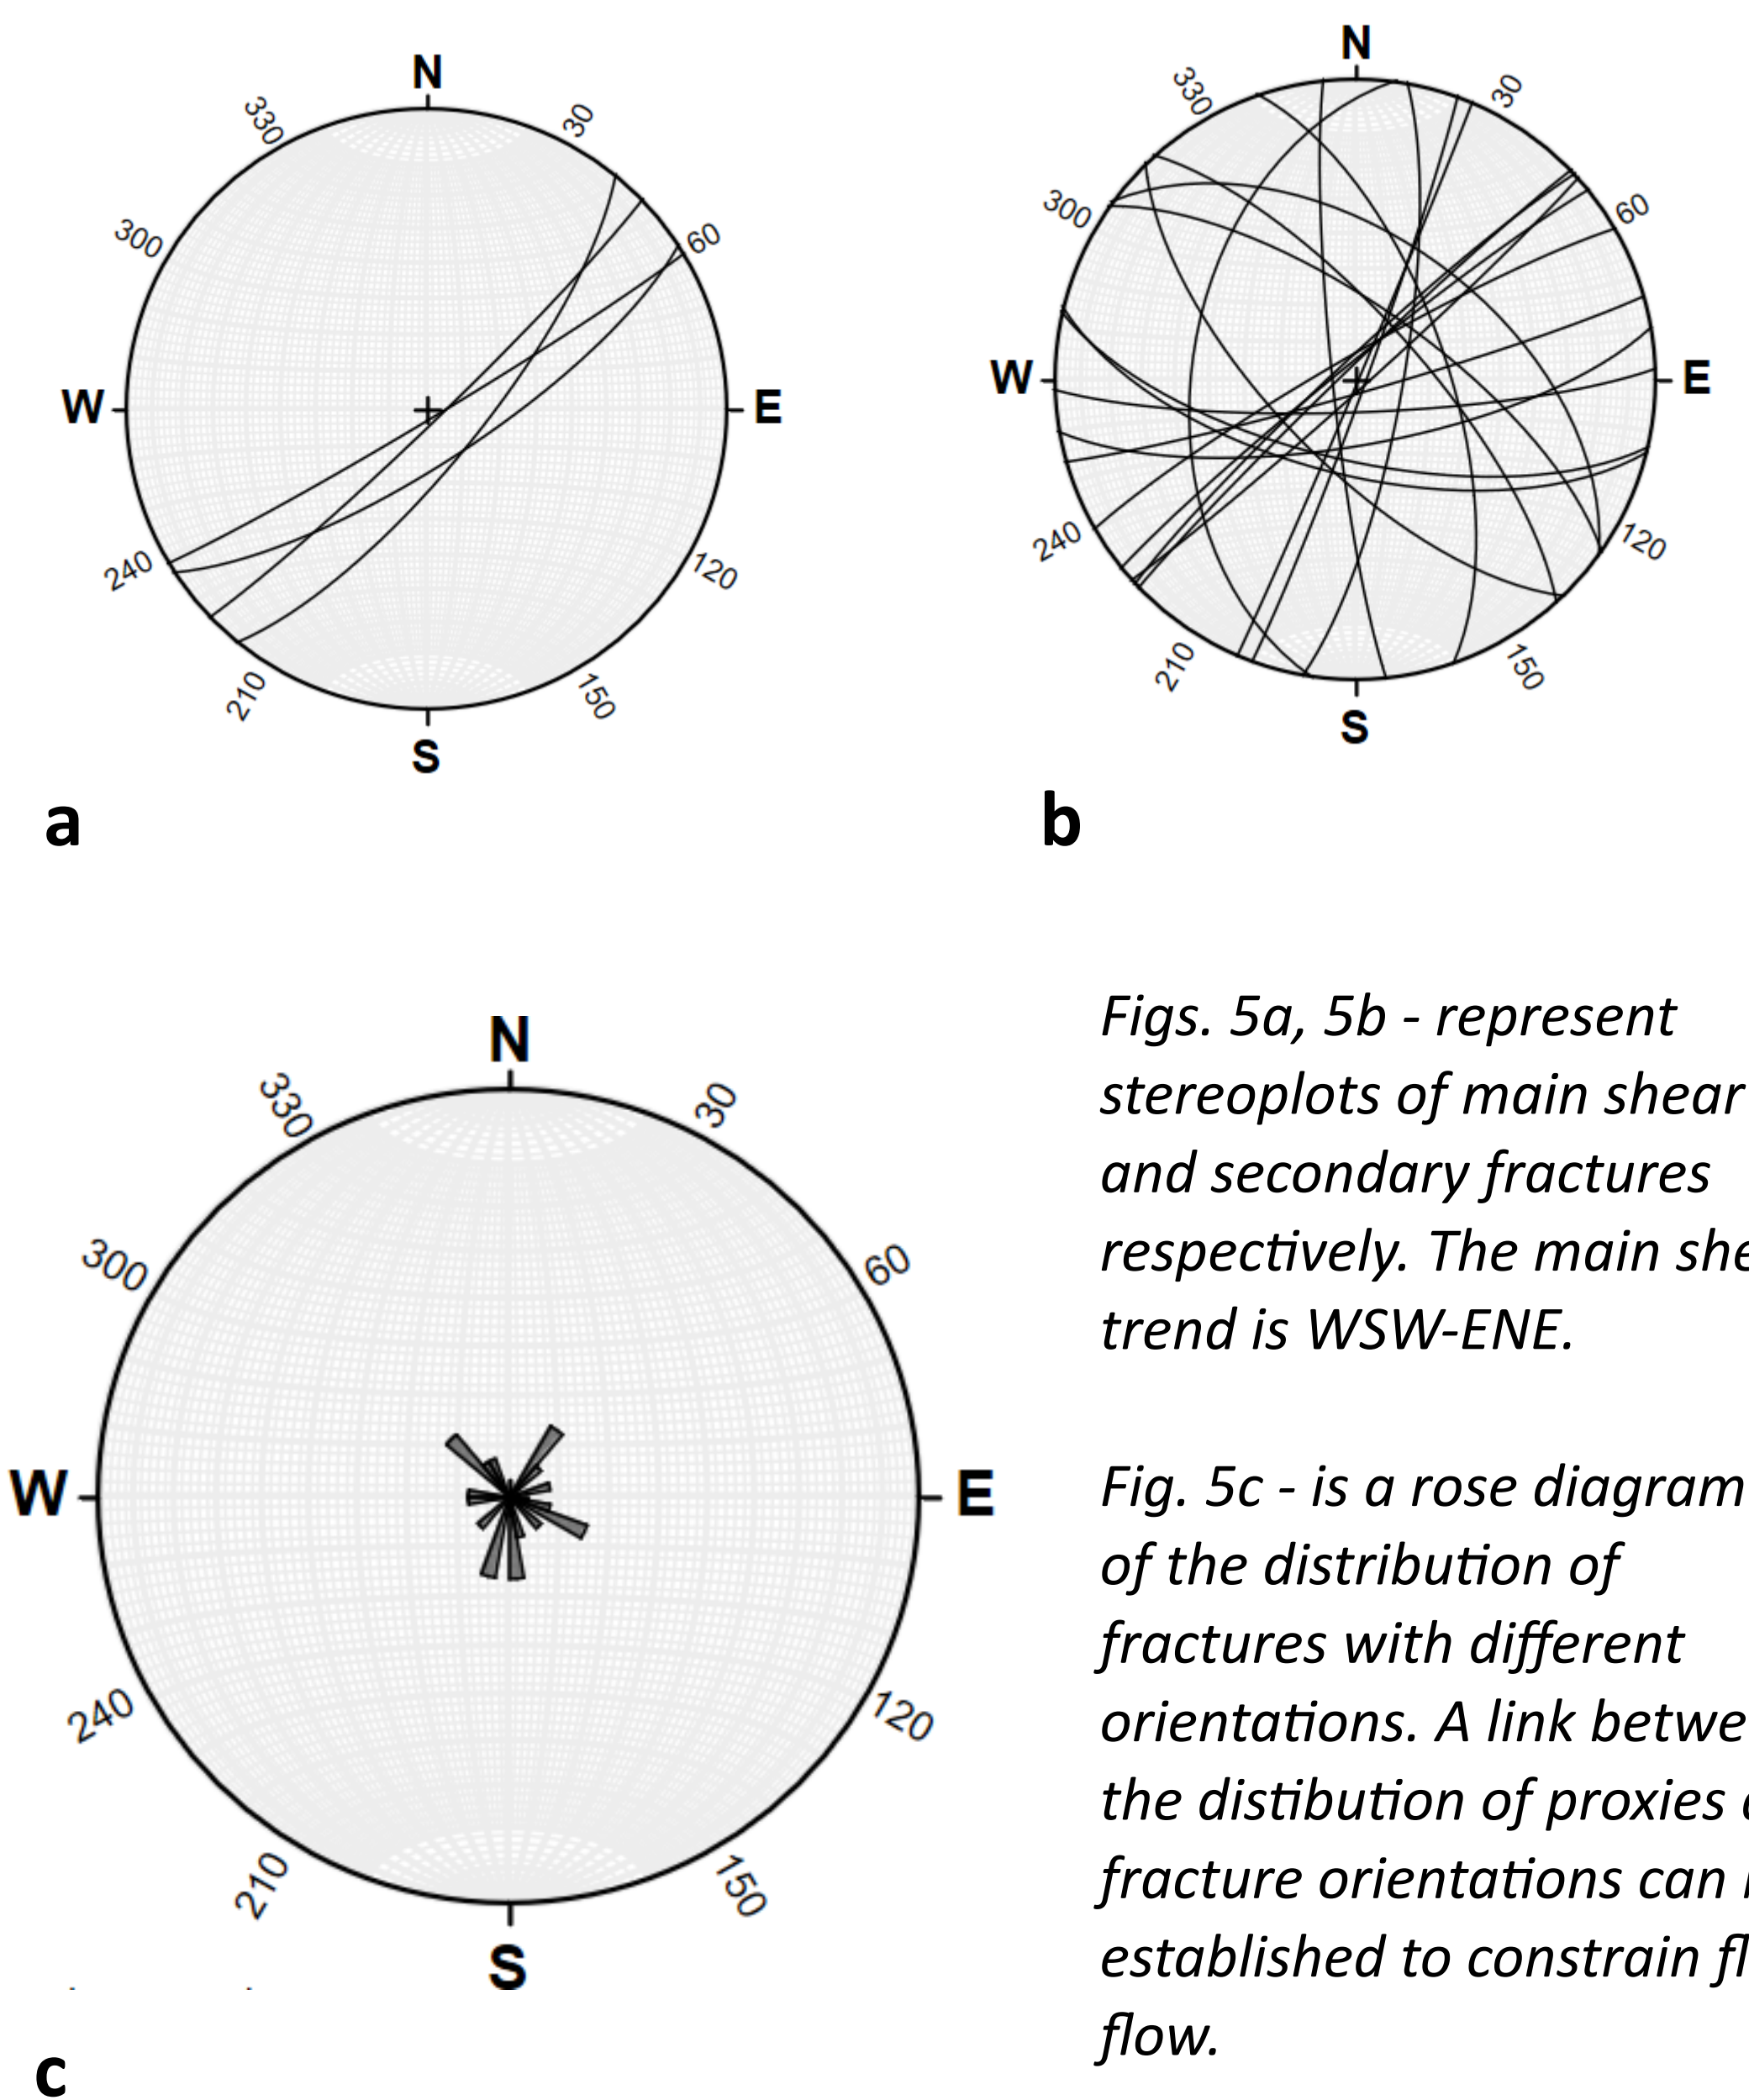 N
N
330
30
330
30
300
60
300
60
W
E
W
E
240
120
240
120
210
150
210
150
S
S
a
b
N
330
30
300
60
W
E
240
120
210
150
S
c
Figs. 5a, 5b - represent
stereoplots of main shear
and secondary fractures
respectively. The main she
trend is WSW-ENE.
Fig. 5c - is a rose diagram
of the distribution of
fractures with different
orientations. A link betwe
the distibution of proxies
fracture orientations can
established to constrain fl
flow.